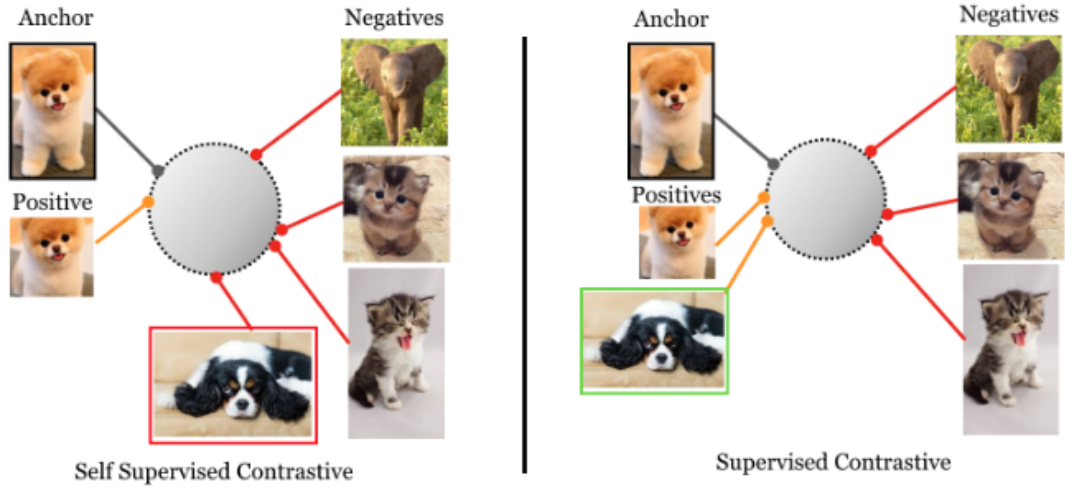 Anchor
Negatives
Positive
Self Supervised Contrastive
Anchor
Negatives
Positives
Supervised Contrastive